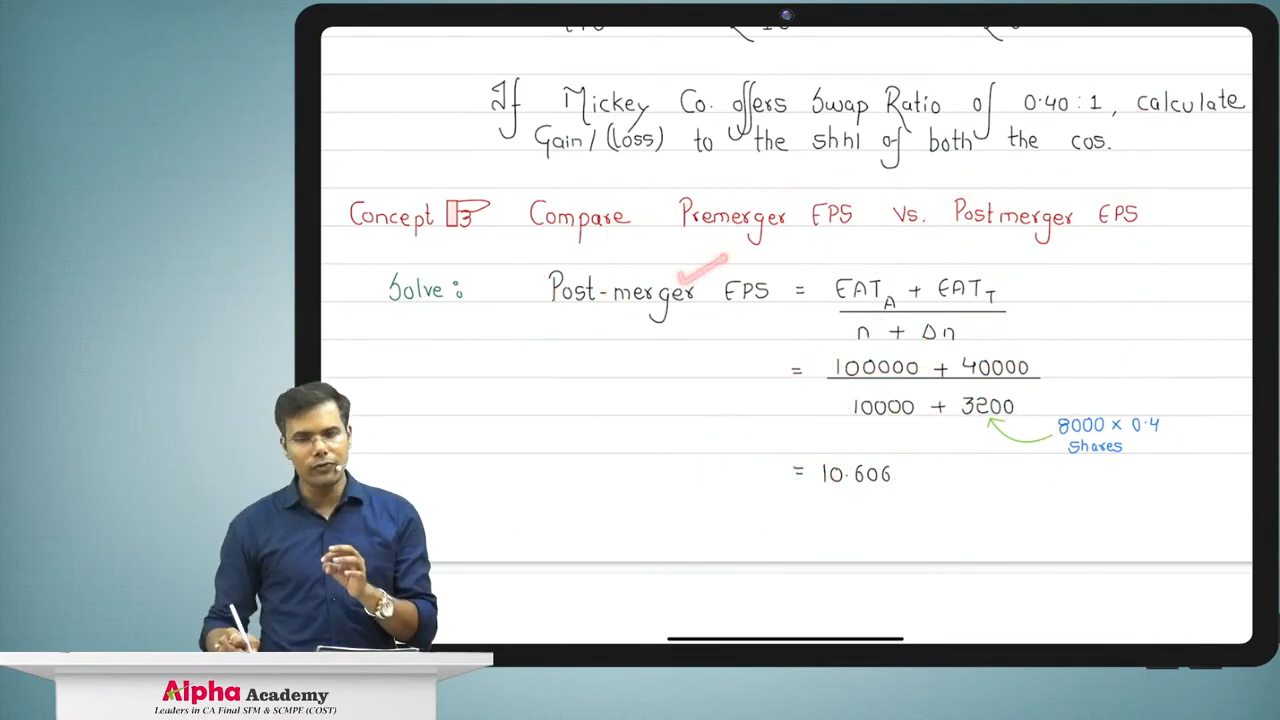 If Mickey Co. offers Swap Ratio of 0.40 : 1, calculate
Gain / (Loss) to the shhl of both the cos.
Concept Compare Premerger EPS Vs. Postmerger EPS
Solve : Post-merger EPS = EAT_A + EAT_T
n + Δn
= 100000 + 40000
10000 + 3200
8000 × 0.4
Shares
= 10.606
Alpha Academy
Leaders in CA Final SFM & SCMPE (COST)